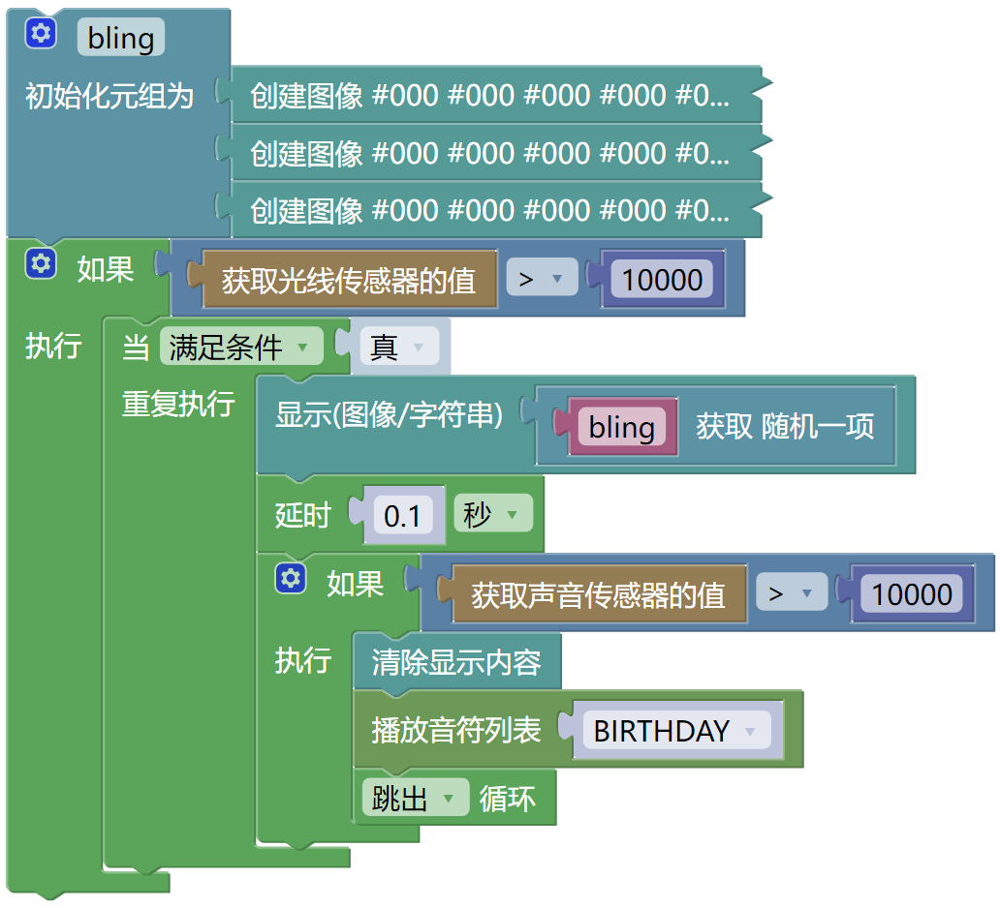 bling
初始化元组为 创建图像 #000 #000 #000 #000 #0...
创建图像 #000 #000 #000 #000 #0...
创建图像 #000 #000 #000 #000 #0...
如果 获取光线传感器的值 > 10000
执行 当 满足条件 真
重复执行 显示(图像/字符串) bling 获取 随机一项
延时 0.1 秒
如果 获取声音传感器的值 > 10000
执行 清除显示内容
播放音符列表 BIRTHDAY
跳出 循环